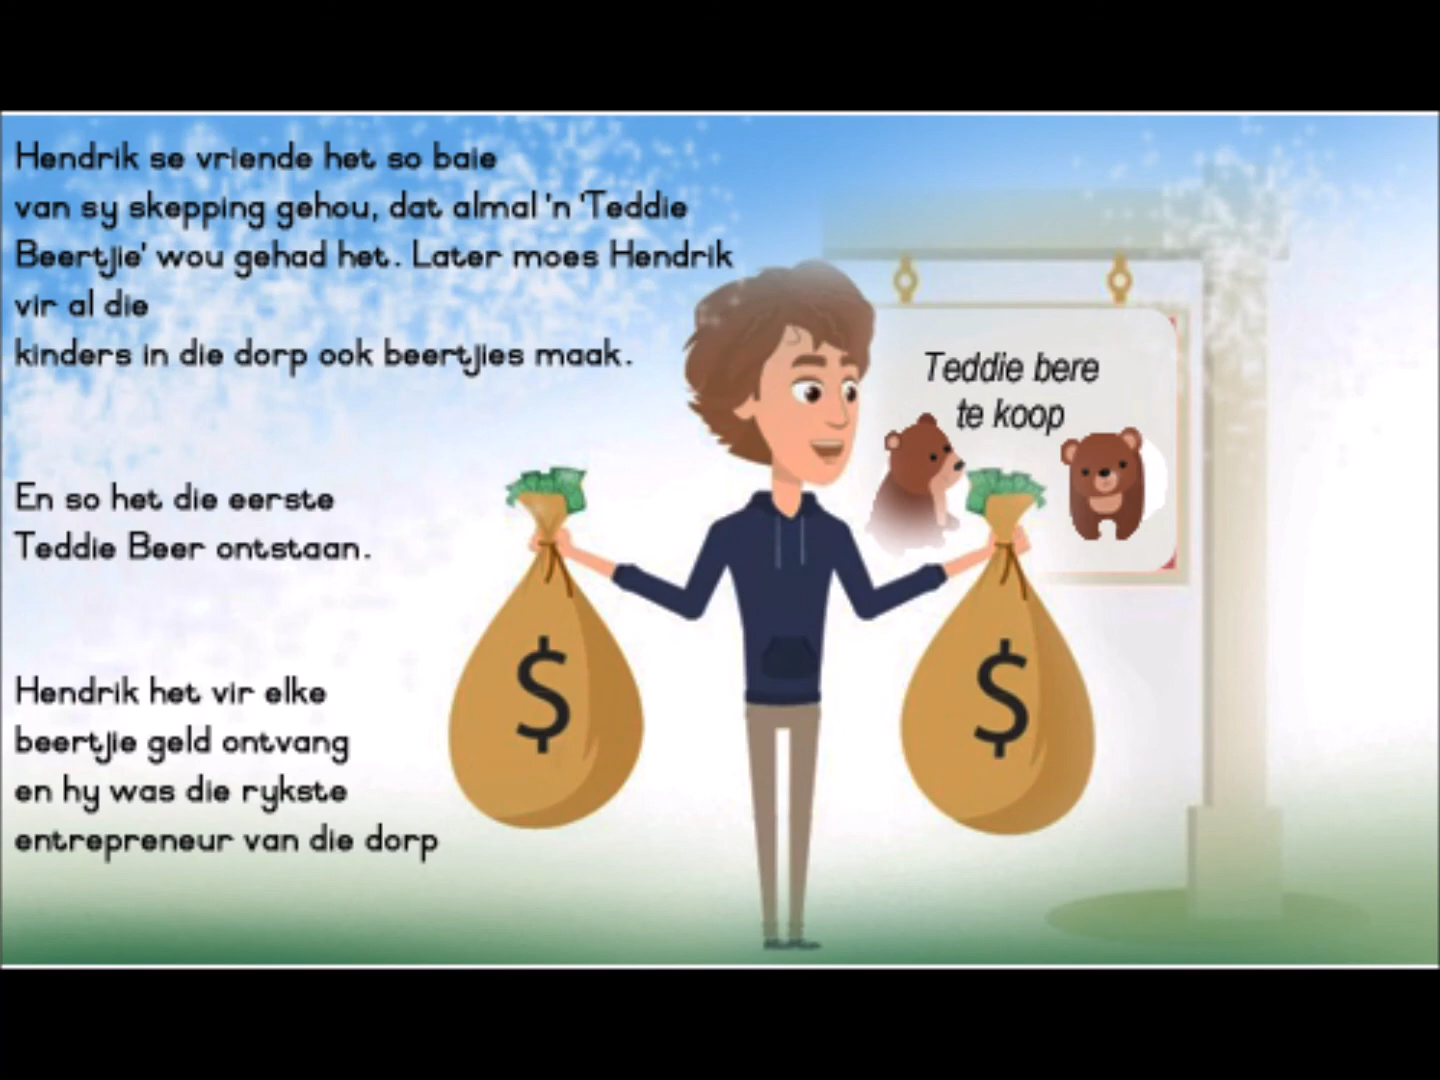 Hendrik se vriende het so baie
van sy skepping gehou, dat almal 'n 'Teddie
Beertjie' wou gehad het. Later moes Hendrik
vir al die
kinders in die dorp ook beertjies maak.
En so het die eerste
Teddie Beer ontstaan.
Hendrik het vir elke
beertjie geld ontvang
en hy was die rykste
entrepreneur van die dorp
Teddie bere
te koop
$
$